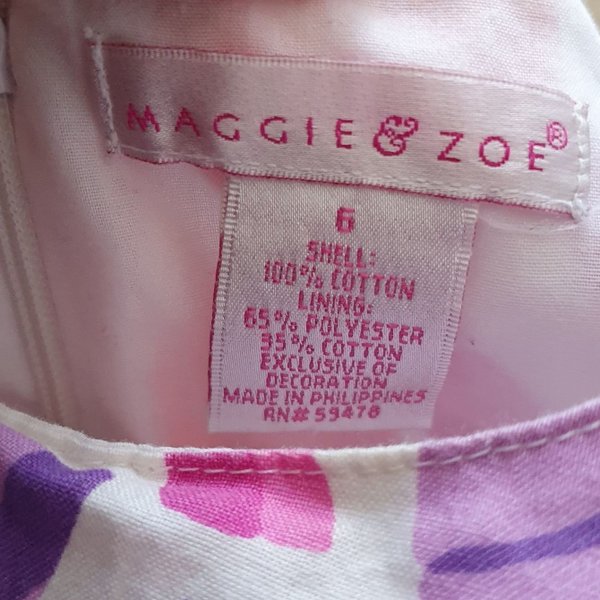 MAGGIE & ZOE®
6
SHELL:
100% COTTON
LINING:
65% POLYESTER
35% COTTON
EXCLUSIVE OF
DECORATION
MADE IN PHILIPPINES
RN# 59478